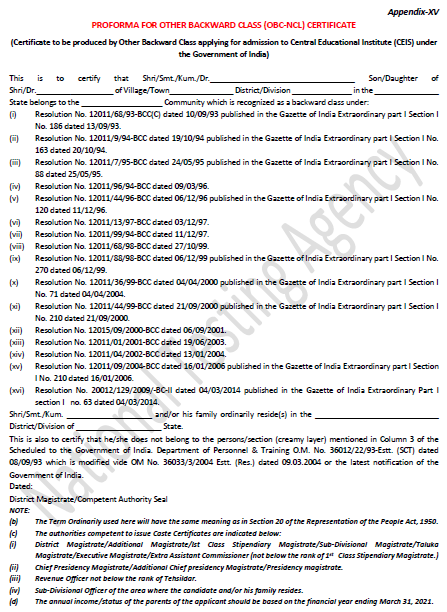 Appendix-XV
PROFORMA FOR OTHER BACKWARD CLASS (OBC-NCL) CERTIFICATE
(Certificate to be produced by Other Backward Class applying for admission to Central Educational Institute (CEIS) under
the Government of India)
This is to certify that Shri/Smt./Kum./Dr.______________ Son/Daughter of
Shri/Dr.______________ of Village/Town______________ District/Division ______________ in the ______________
State belongs to the ______________ Community which is recognized as a backward class under:
(i) Resolution No. 12011/68/93-BCC(C) dated 10/09/93 published in the Gazette of India Extraordinary part I Section I
No. 186 dated 13/09/93.
(ii) Resolution No. 12011/9/94-BCC dated 19/10/94 published in the Gazette of India Extraordinary part I Section I No.
163 dated 20/10/94.
(iii) Resolution No. 12011/7/95-BCC dated 24/05/95 published in the Gazette of India Extraordinary part I Section I No.
88 dated 25/05/95.
(iv) Resolution No. 12011/96/94-BCC dated 09/03/96.
(v) Resolution No. 12011/44/96-BCC dated 06/12/96 published in the Gazette of India Extraordinary part I Section I No.
120 dated 11/12/96.
(vi) Resolution No. 12011/13/97-BCC dated 03/12/97.
(vii) Resolution No. 12011/99/94-BCC dated 11/12/97.
(viii) Resolution No. 12011/68/98-BCC dated 27/10/99.
(ix) Resolution No. 12011/88/98-BCC dated 06/12/99 published in the Gazette of India Extraordinary part I Section I No.
270 dated 06/12/99.
(x) Resolution No. 12011/36/99-BCC dated 04/04/2000 published in the Gazette of India Extraordinary part I Section I
No. 71 dated 04/04/2004.
(xi) Resolution No. 12011/44/99-BCC dated 21/09/2000 published in the Gazette of India Extraordinary part I Section I
No. 210 dated 21/09/2000.
(xii) Resolution No. 12015/09/2000-BCC dated 06/09/2001.
(xiii) Resolution No. 12011/01/2001-BCC dated 19/06/2003.
(xiv) Resolution No. 12011/04/2002-BCC dated 13/01/2004.
(xv) Resolution No. 12011/09/2004-BCC dated 16/01/2006 published in the Gazette of India Extraordinary part I Section
I No. 210 dated 16/01/2006.
(xvi) Resolution No. 20012/129/2009/-BC-II dated 04/03/2014 published in the Gazette of India Extraordinary Part I
section I no. 63 dated 04/03/2014.
Shri/Smt./Kum. ______________ and/or his family ordinarily reside(s) in the ______________
District/Division of ______________ State.
This is also to certify that he/she does not belong to the persons/section (creamy layer) mentioned in Column 3 of the
Scheduled to the Government of India. Department of Personnel & Training O.M. No. 36012/22/93-Estt. (SCT) dated
08/09/93 which is modified vide OM No. 36033/3/2004 Estt. (Res.) dated 09.03.2004 or the latest notification of the
Government of India.
Dated:
District Magistrate/Competent Authority Seal
NOTE:
(b) The Term Ordinarily used here will have the same meaning as in Section 20 of the Representation of the People Act, 1950.
(c) The authorities competent to issue Caste Certificates are indicated below:
(i) District Magistrate/Additional Magistrate/Ist Class Stipendiary Magistrate/Sub-Divisional Magistrate/Taluka
Magistrate/Executive Magistrate/Extra Assistant Commissioner (not below the rank of 1st Class Stipendiary Magistrate.)
(ii) Chief Presidency Magistrate/Additional Chief presidency Magistrate/Presidency magistrate.
(iii) Revenue Officer not below the rank of Tehsildar.
(iv) Sub-Divisional Officer of the area where the candidate and/or his family resides.
(d) The annual income/status of the parents of the applicant should be based on the financial year ending March 31, 2021.
National Testing Agency